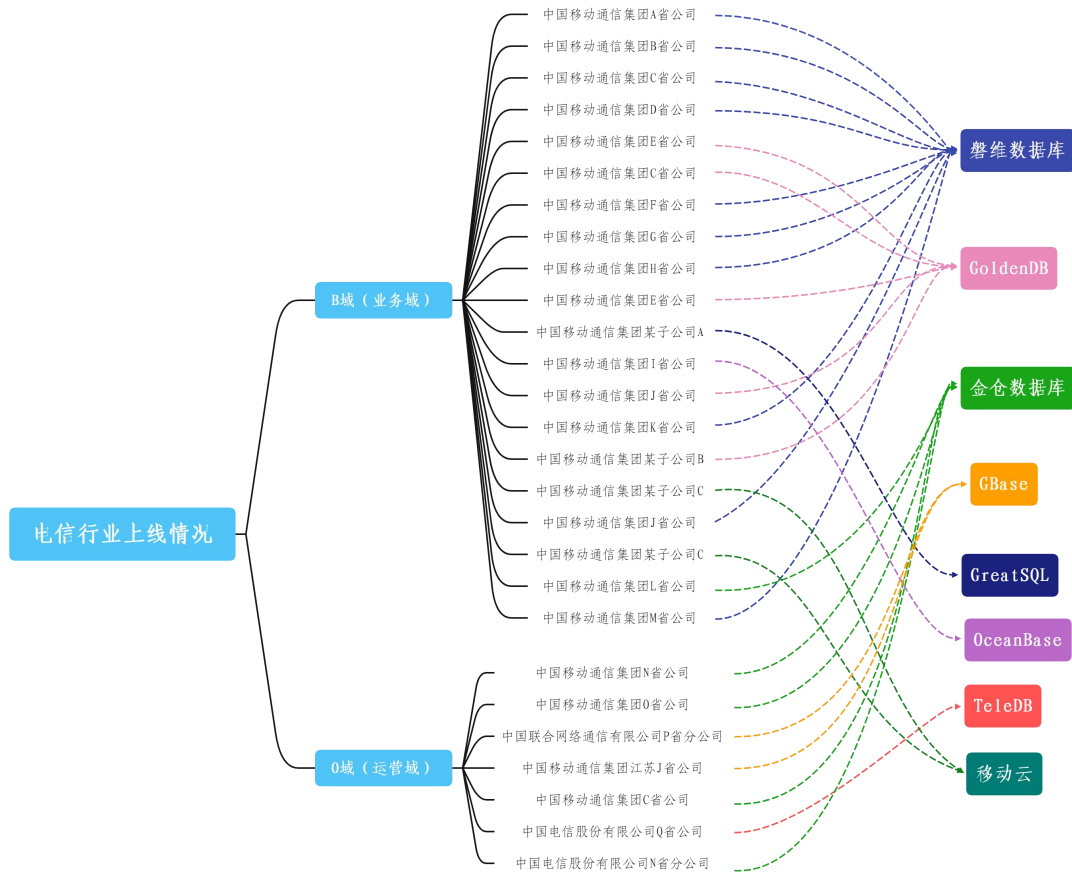 电信行业上线情况
B域（业务域）
中国移动通信集团A省公司
中国移动通信集团B省公司
中国移动通信集团C省公司
中国移动通信集团D省公司
中国移动通信集团E省公司
中国移动通信集团C省公司
中国移动通信集团F省公司
中国移动通信集团G省公司
中国移动通信集团H省公司
中国移动通信集团E省公司
中国移动通信集团某子公司A
中国移动通信集团I省公司
中国移动通信集团J省公司
中国移动通信集团K省公司
中国移动通信集团某子公司B
中国移动通信集团某子公司C
中国移动通信集团J省公司
中国移动通信集团某子公司C
中国移动通信集团L省公司
中国移动通信集团M省公司
O域（运营域）
中国移动通信集团N省公司
中国移动通信集团O省公司
中国联合网络通信有限公司P省分公司
中国移动通信集团江苏J省公司
中国移动通信集团C省公司
中国电信股份有限公司Q省公司
中国电信股份有限公司N省分公司
磐维数据库
GoldenDB
金仓数据库
GBase
GreatSQL
OceanBase
TeleDB
移动云